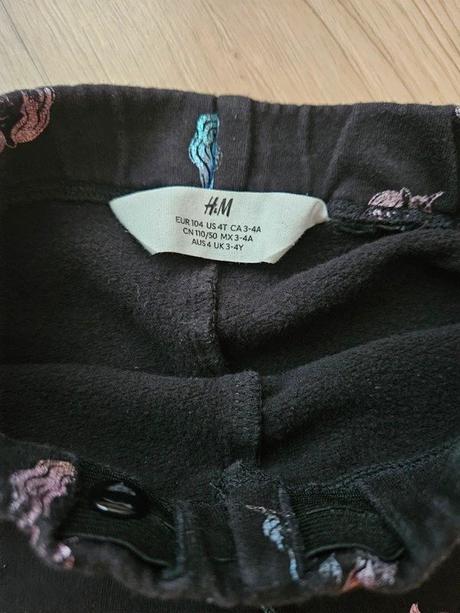 H&M
EUR 104 US 4T CA 3-4A
CN 110/50 MX 3-4A
AUS 4 UK 3-4Y